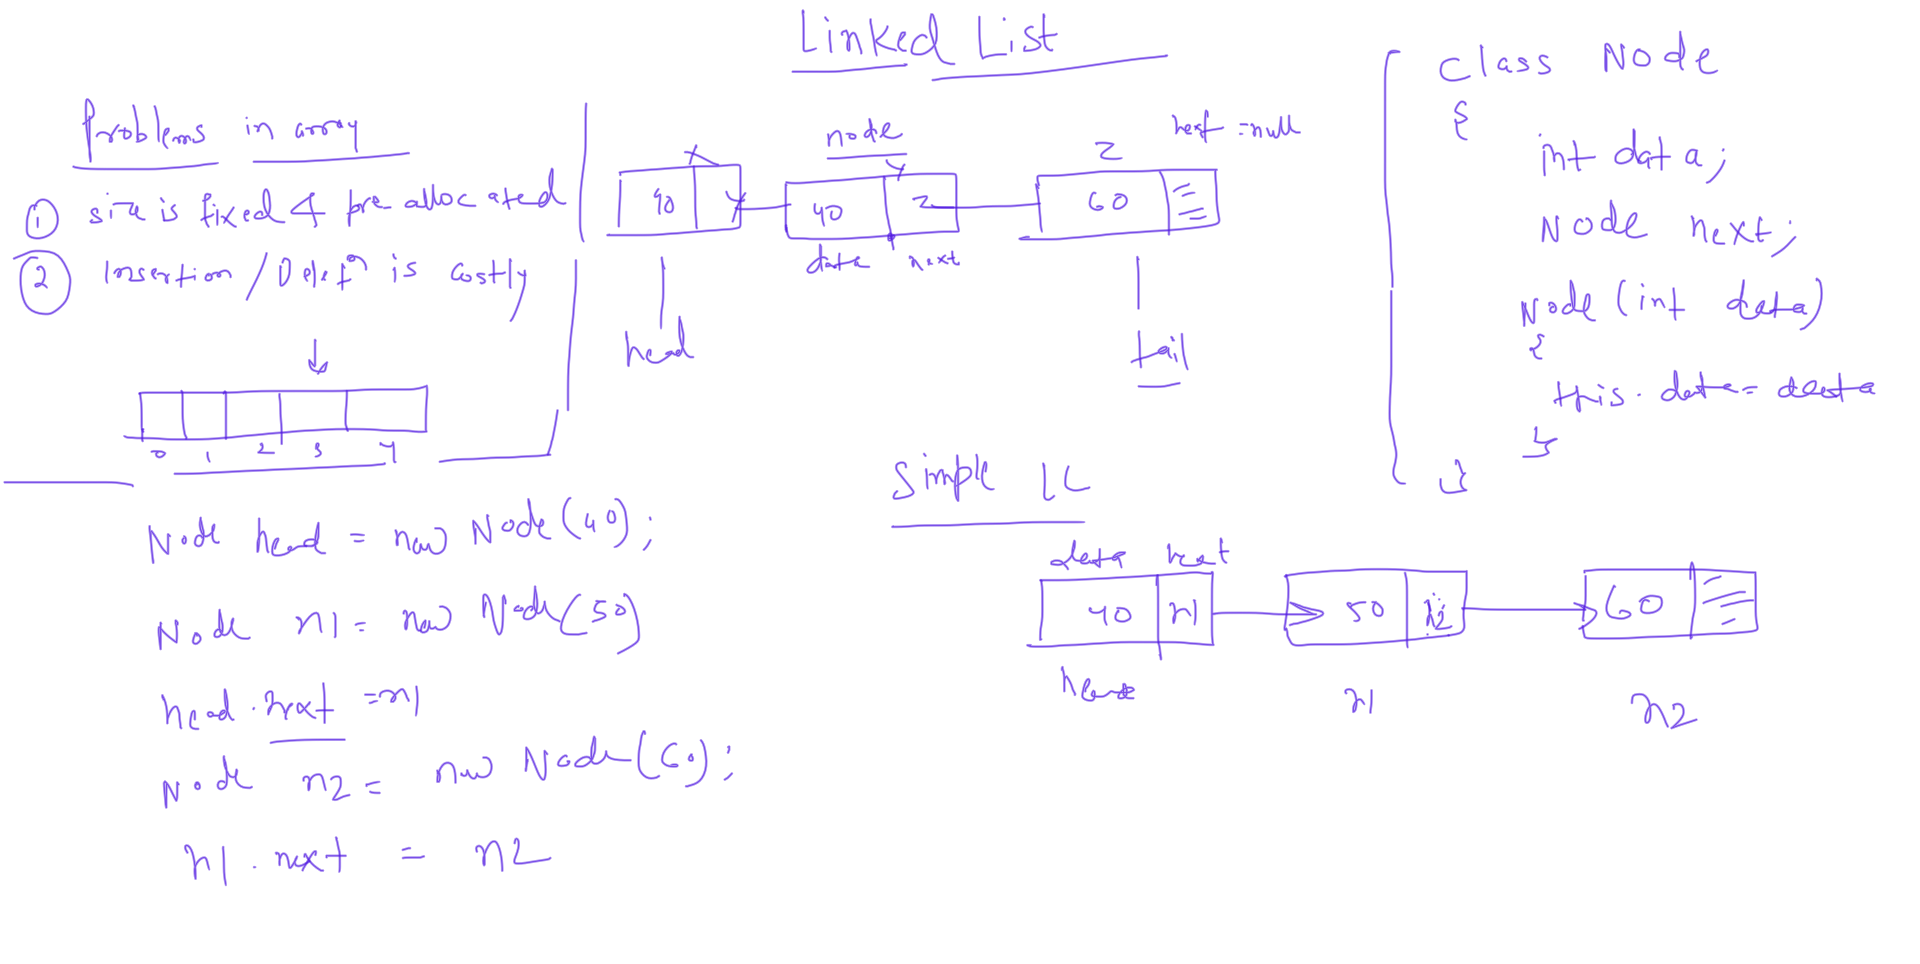 Linked List
Problems in array
① size is fixed & pre allocated
② Insertion / Delet^n is costly
0 1 2 3 4
node
X Y Z next = null
40 Y 40 Z 60
data next
head tail
Class Node
{
int data;
Node next;
Node (int data)
{
this. data = data
}
}
Node head = new Node(40);
Node n1 = new Node(50)
head . next = n1
Node n2 = new Node(60);
n1 . next = n2
Simple LL
data next
40 n1 50 n2 60
head n1 n2